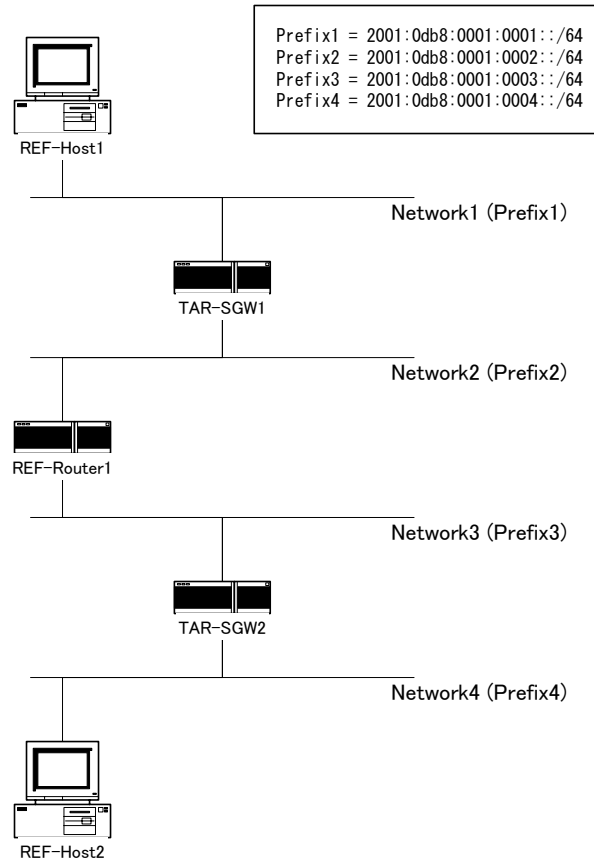 Prefix1 = 2001:0db8:0001:0001::/64
Prefix2 = 2001:0db8:0001:0002::/64
Prefix3 = 2001:0db8:0001:0003::/64
Prefix4 = 2001:0db8:0001:0004::/64
REF-Host1
Network1 (Prefix1)
TAR-SGW1
Network2 (Prefix2)
REF-Router1
Network3 (Prefix3)
TAR-SGW2
Network4 (Prefix4)
REF-Host2